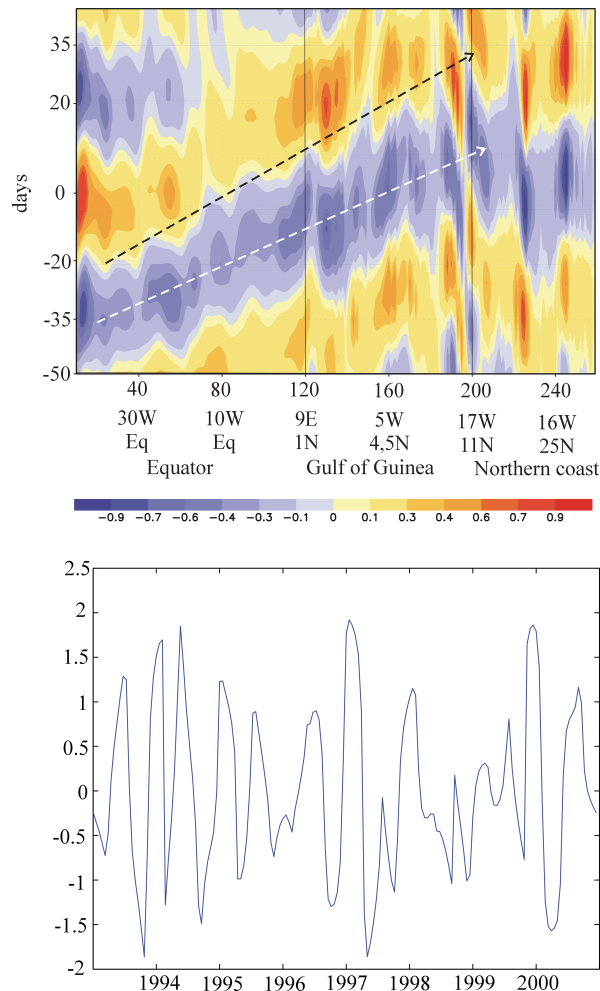 35
20
0
-20
-35
-50
days
40 80 120 160 200 240
30W 10W 9E 5W 17W 16W
Eq Eq 1N 4,5N 11N 25N
Equator Gulf of Guinea Northern coast
−0.9 −0.7 −0.6 −0.4 −0.3 −0.1 0 0.1 0.3 0.4 0.6 0.7 0.9
2.5
2
1.5
1
0.5
0
-0.5
-1
-1.5
-2
1994 1995 1996 1997 1998 1999 2000